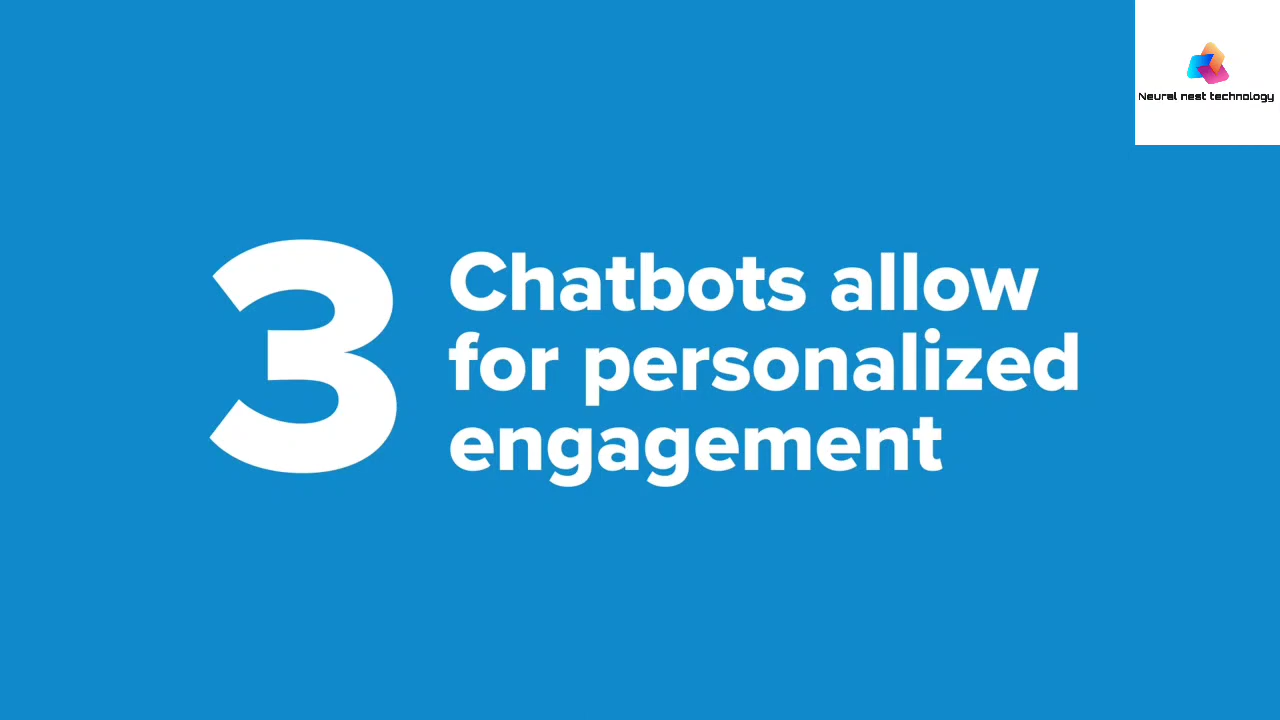 Neural nest technology
3
Chatbots allow
for personalized
engagement